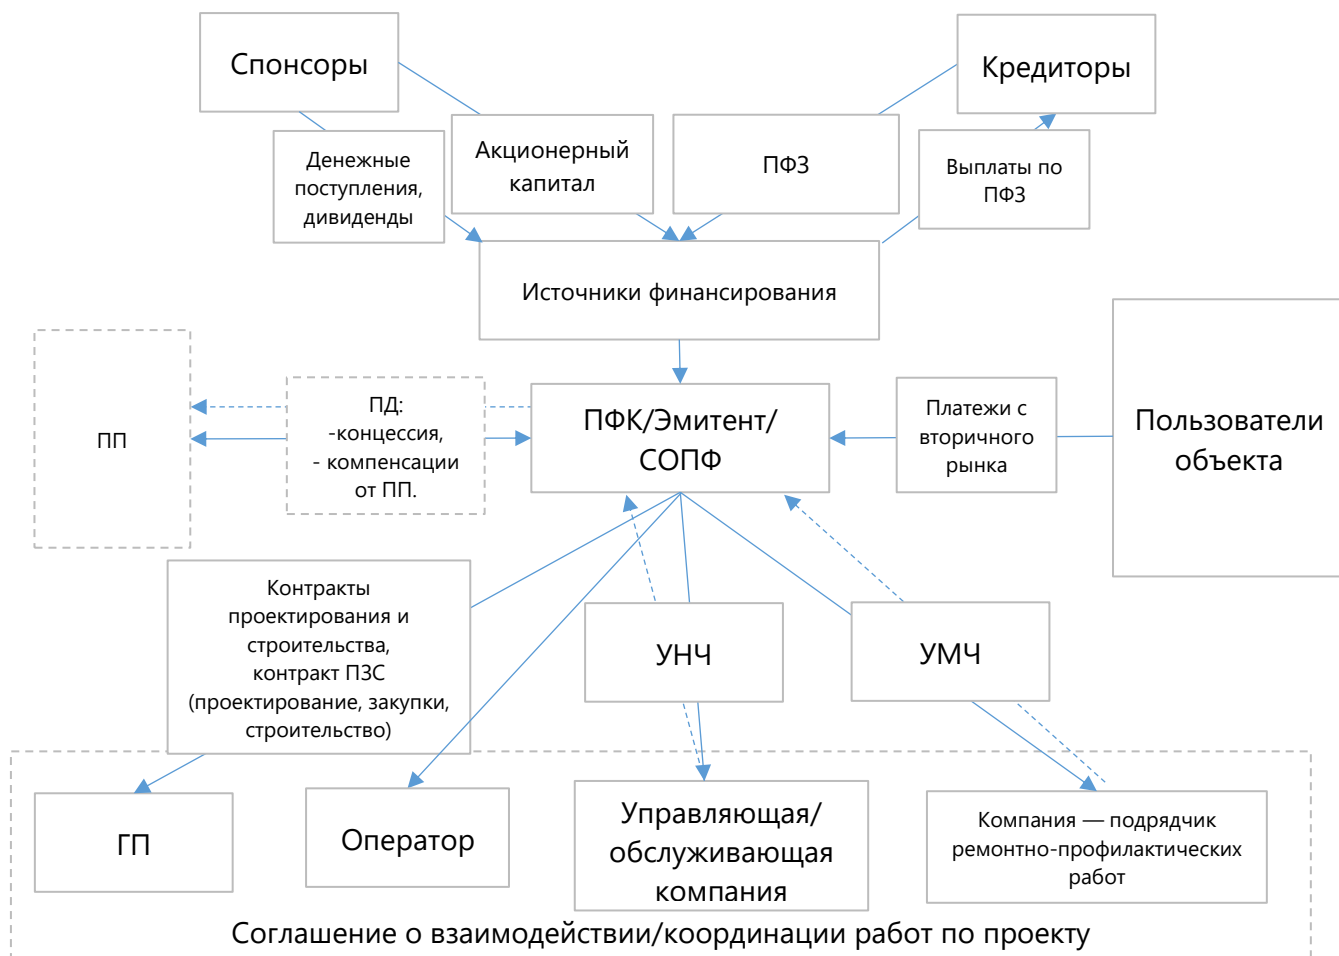 Спонсоры
Кредиторы
Денежные
поступления,
дивиденды
Акционерный
капитал
ПФЗ
Выплаты по
ПФЗ
Источники финансирования
ПП
ПД:
-концессия,
- компенсации
от ПП.
ПФК/Эмитент/
СОПФ
Платежи с
вторичного
рынка
Пользователи
объекта
Контракты
проектирования и
строительства,
контракт ПЗС
(проектирование, закупки,
строительство)
УНЧ
УМЧ
ГП
Оператор
Управляющая/
обслуживающая
компания
Компания — подрядчик
ремонтно-профилактических
работ
Соглашение о взаимодействии/координации работ по проекту